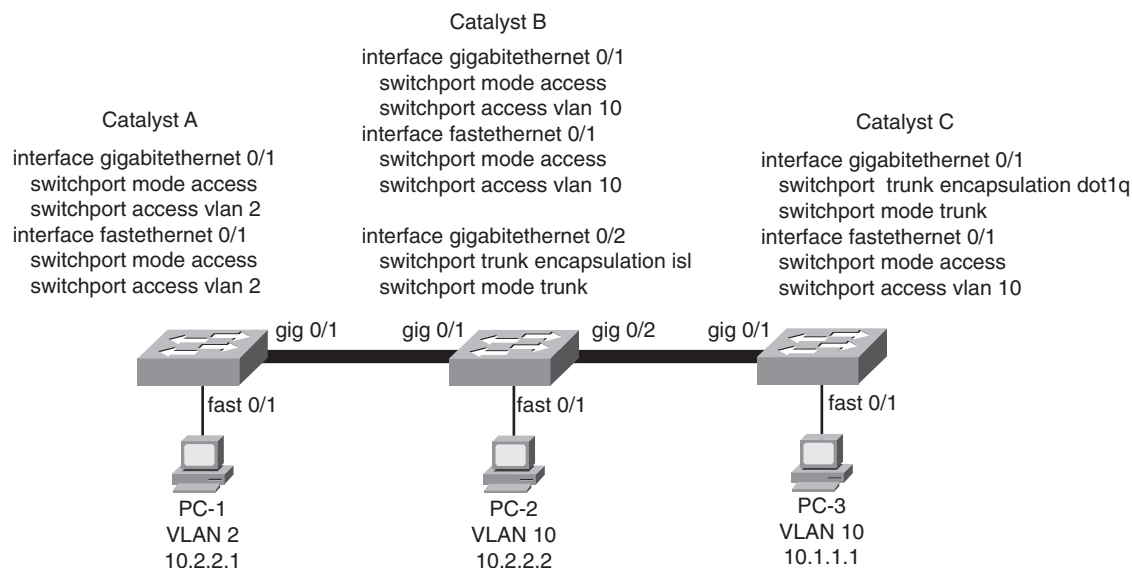 Catalyst B
interface gigabitethernet 0/1
switchport mode access
switchport access vlan 10
interface fastethernet 0/1
switchport mode access
switchport access vlan 10
interface gigabitethernet 0/2
switchport trunk encapsulation isl
switchport mode trunk
Catalyst A
interface gigabitethernet 0/1
switchport mode access
switchport access vlan 2
interface fastethernet 0/1
switchport mode access
switchport access vlan 2
Catalyst C
interface gigabitethernet 0/1
switchport trunk encapsulation dot1q
switchport mode trunk
interface fastethernet 0/1
switchport mode access
switchport access vlan 10
gig 0/1
gig 0/1
gig 0/2
gig 0/1
fast 0/1
fast 0/1
fast 0/1
PC-1
VLAN 2
10.2.2.1
PC-2
VLAN 10
10.2.2.2
PC-3
VLAN 10
10.1.1.1